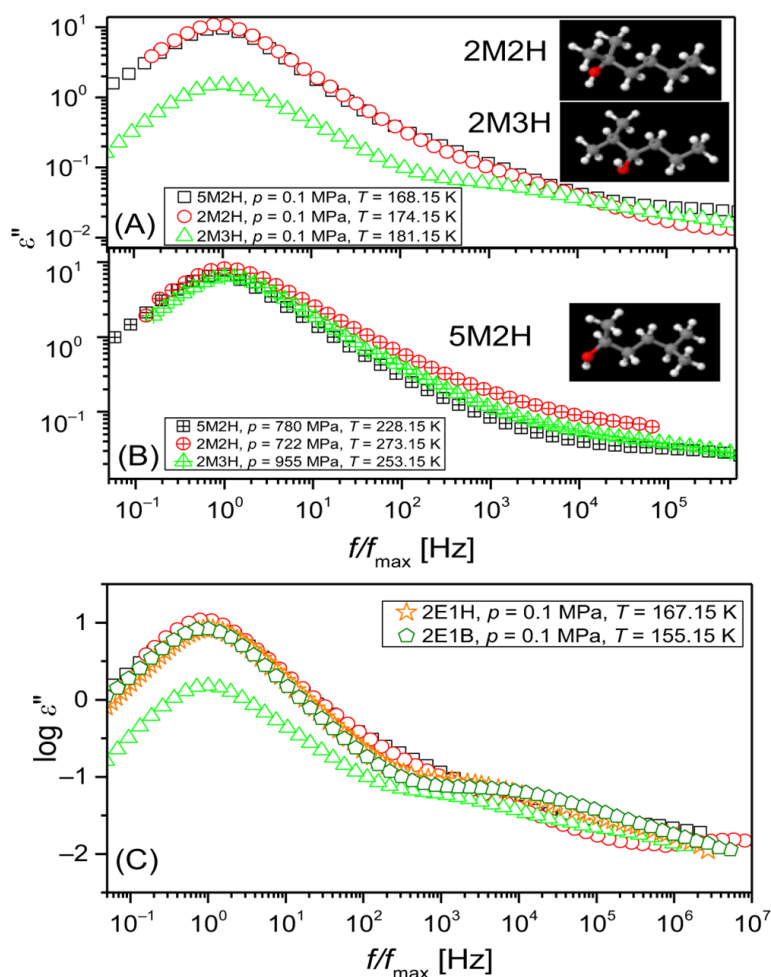 10¹
2M2H
10⁰
2M3H
10⁻¹
5M2H, p = 0.1 MPa, T = 168.15 K
2M2H, p = 0.1 MPa, T = 174.15 K
2M3H, p = 0.1 MPa, T = 181.15 K
10⁻²
(A)
ε"
10¹
5M2H
10⁰
10⁻¹
5M2H, p = 780 MPa, T = 228.15 K
2M2H, p = 722 MPa, T = 273.15 K
2M3H, p = 955 MPa, T = 253.15 K
(B)
10⁻¹ 10⁰ 10¹ 10² 10³ 10⁴ 10⁵
f/fmax [Hz]
2E1H, p = 0.1 MPa, T = 167.15 K
2E1B, p = 0.1 MPa, T = 155.15 K
1
0
log ε"
-1
-2
(C)
10⁻¹ 10⁰ 10¹ 10² 10³ 10⁴ 10⁵ 10⁶ 10⁷
f/fmax [Hz]